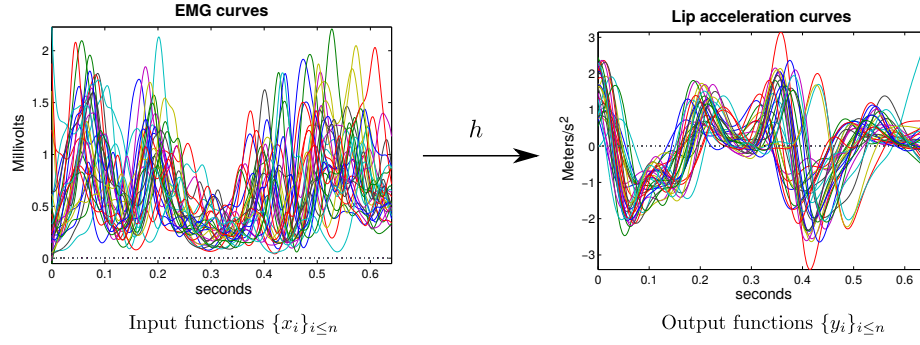 EMG curves
Millivolts
2
1.5
1
0.5
0
0 0.1 0.2 0.3 0.4 0.5 0.6
seconds
Input functions {x_i}_{i≤n}
h
Lip acceleration curves
Meters/s²
3
2
1
0
−1
−2
−3
0 0.1 0.2 0.3 0.4 0.5 0.6
seconds
Output functions {y_i}_{i≤n}